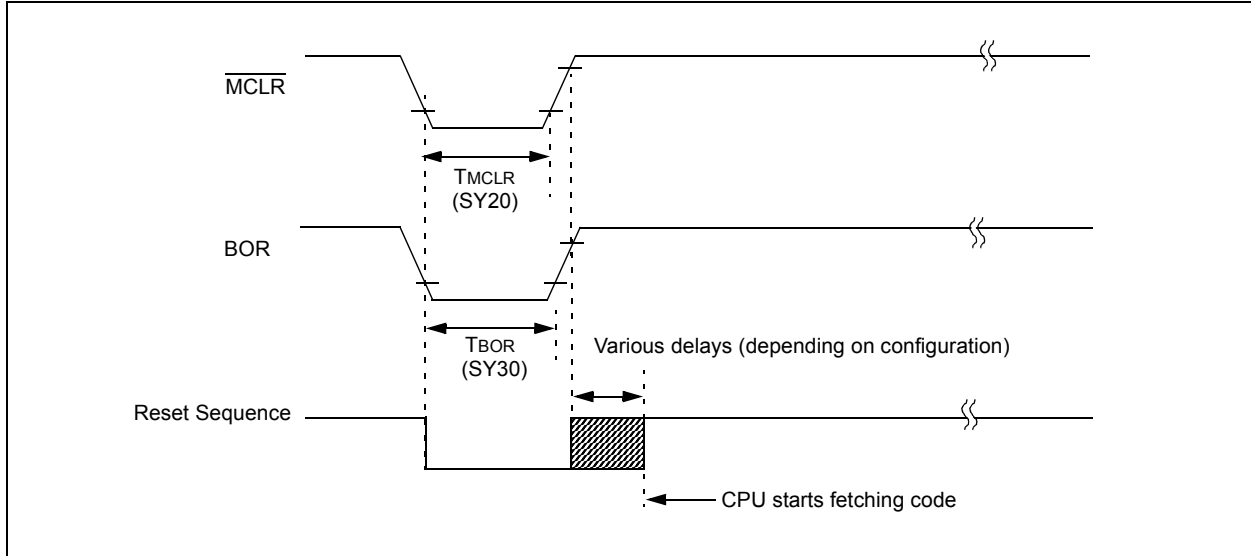 MCLR
TMCLR
(SY20)
BOR
TBOR
(SY30)
Various delays (depending on configuration)
Reset Sequence
CPU starts fetching code